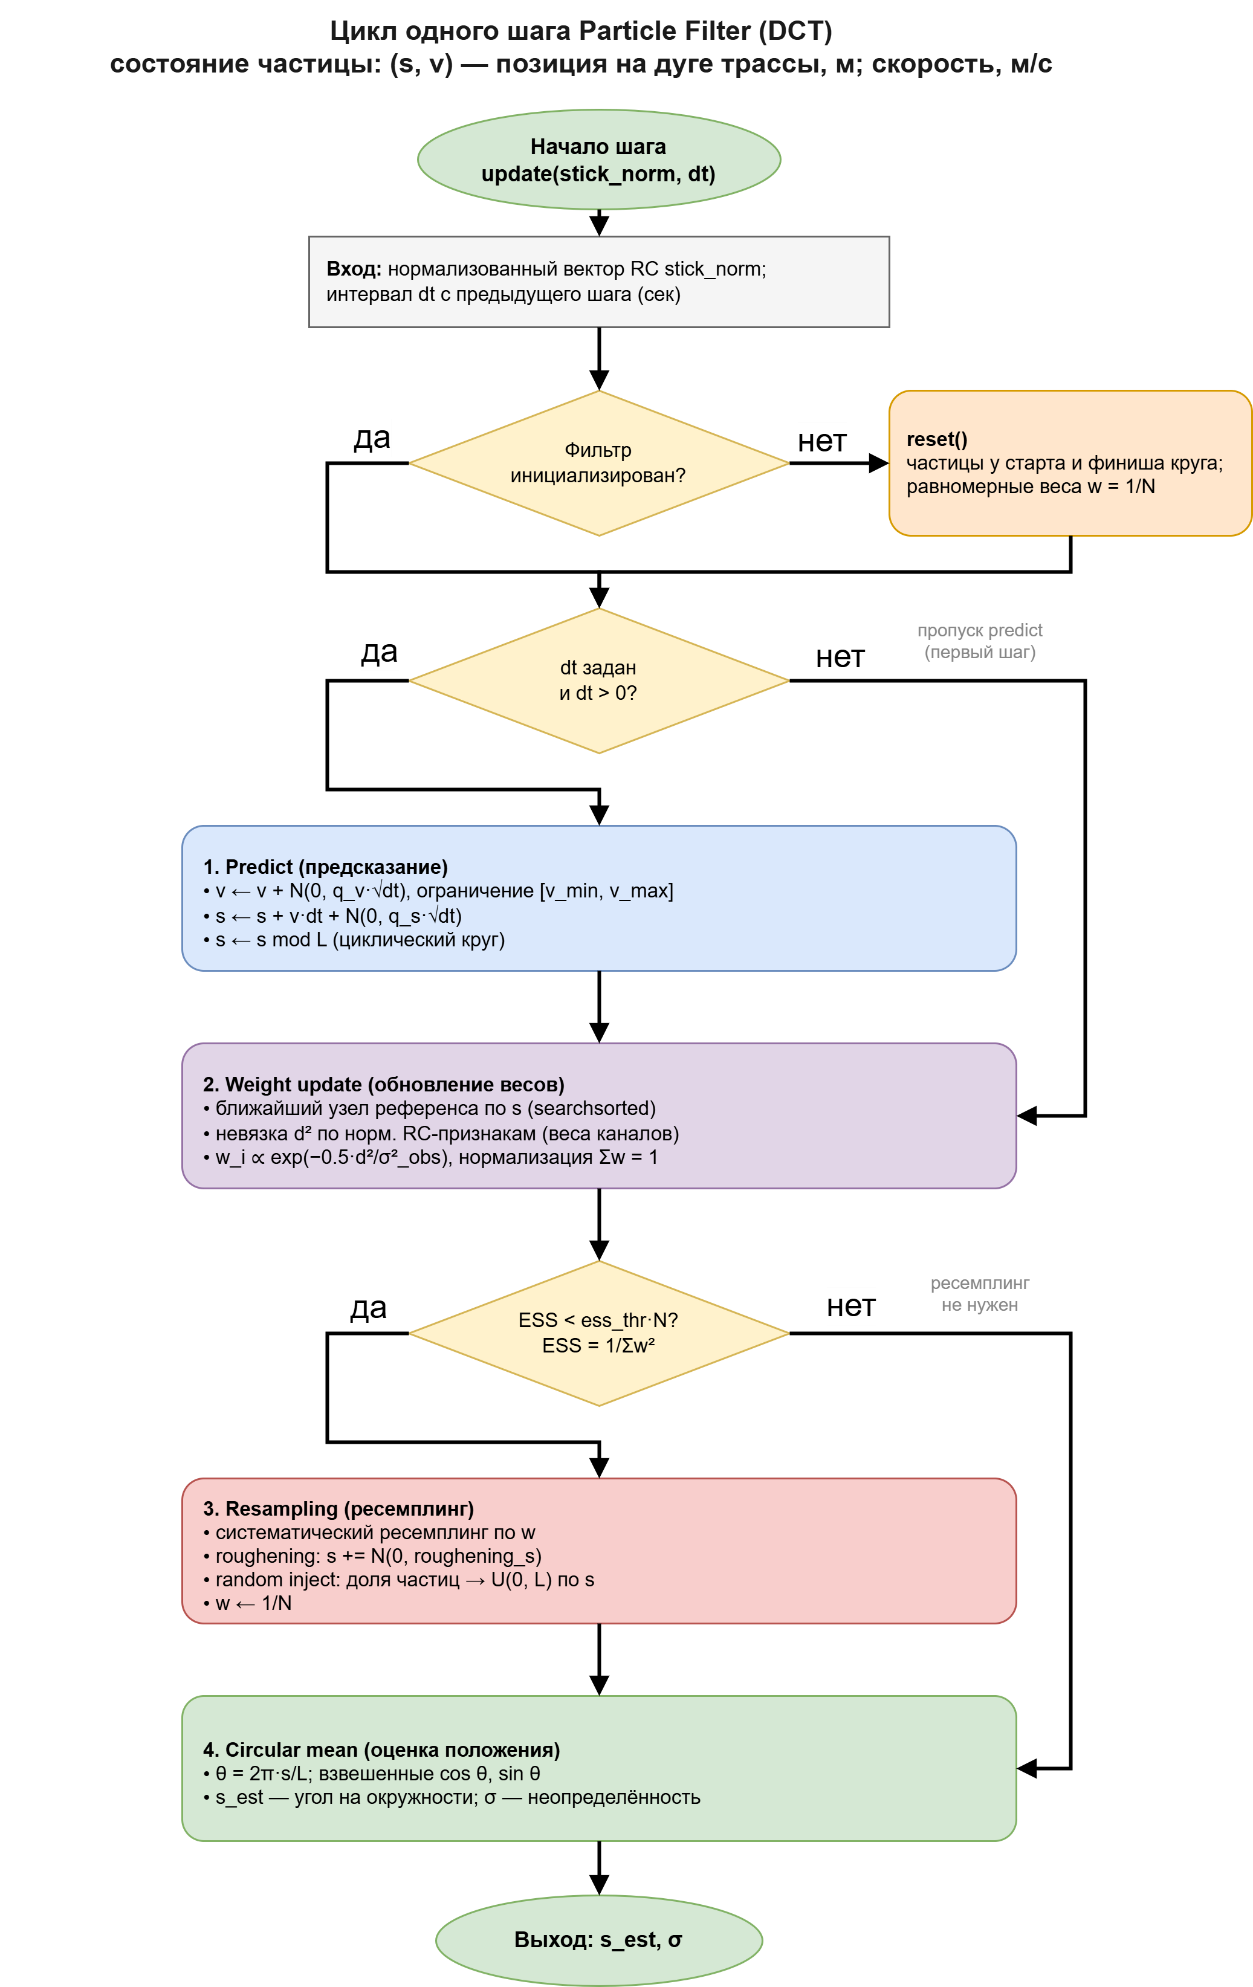 Цикл одного шага Particle Filter (DCT)
состояние частицы: (s, v) — позиция на дуге трассы, м; скорость, м/с
Начало шага
update(stick_norm, dt)
Вход: нормализованный вектор RC stick_norm;
интервал dt с предыдущего шага (сек)
да
Фильтр
инициализирован?
нет
reset()
частицы у старта и финиша круга;
равномерные веса w = 1/N
да
dt задан
и dt > 0?
нет
пропуск predict
(первый шаг)
1. Predict (предсказание)
• v ← v + N(0, q_v·√dt), ограничение [v_min, v_max]
• s ← s + v·dt + N(0, q_s·√dt)
• s ← s mod L (циклический круг)
2. Weight update (обновление весов)
• ближайший узел референса по s (searchsorted)
• невязка d² по норм. RC-признакам (веса каналов)
• w_i ∝ exp(−0.5·d²/σ²_obs), нормализация Σw = 1
да
ESS < ess_thr·N?
ESS = 1/Σw²
нет
ресемплинг
не нужен
3. Resampling (ресемплинг)
• систематический ресемплинг по w
• roughening: s += N(0, roughening_s)
• random inject: доля частиц → U(0, L) по s
• w ← 1/N
4. Circular mean (оценка положения)
• θ = 2π·s/L; взвешенные cos θ, sin θ
• s_est — угол на окружности; σ — неопределённость
Выход: s_est, σ